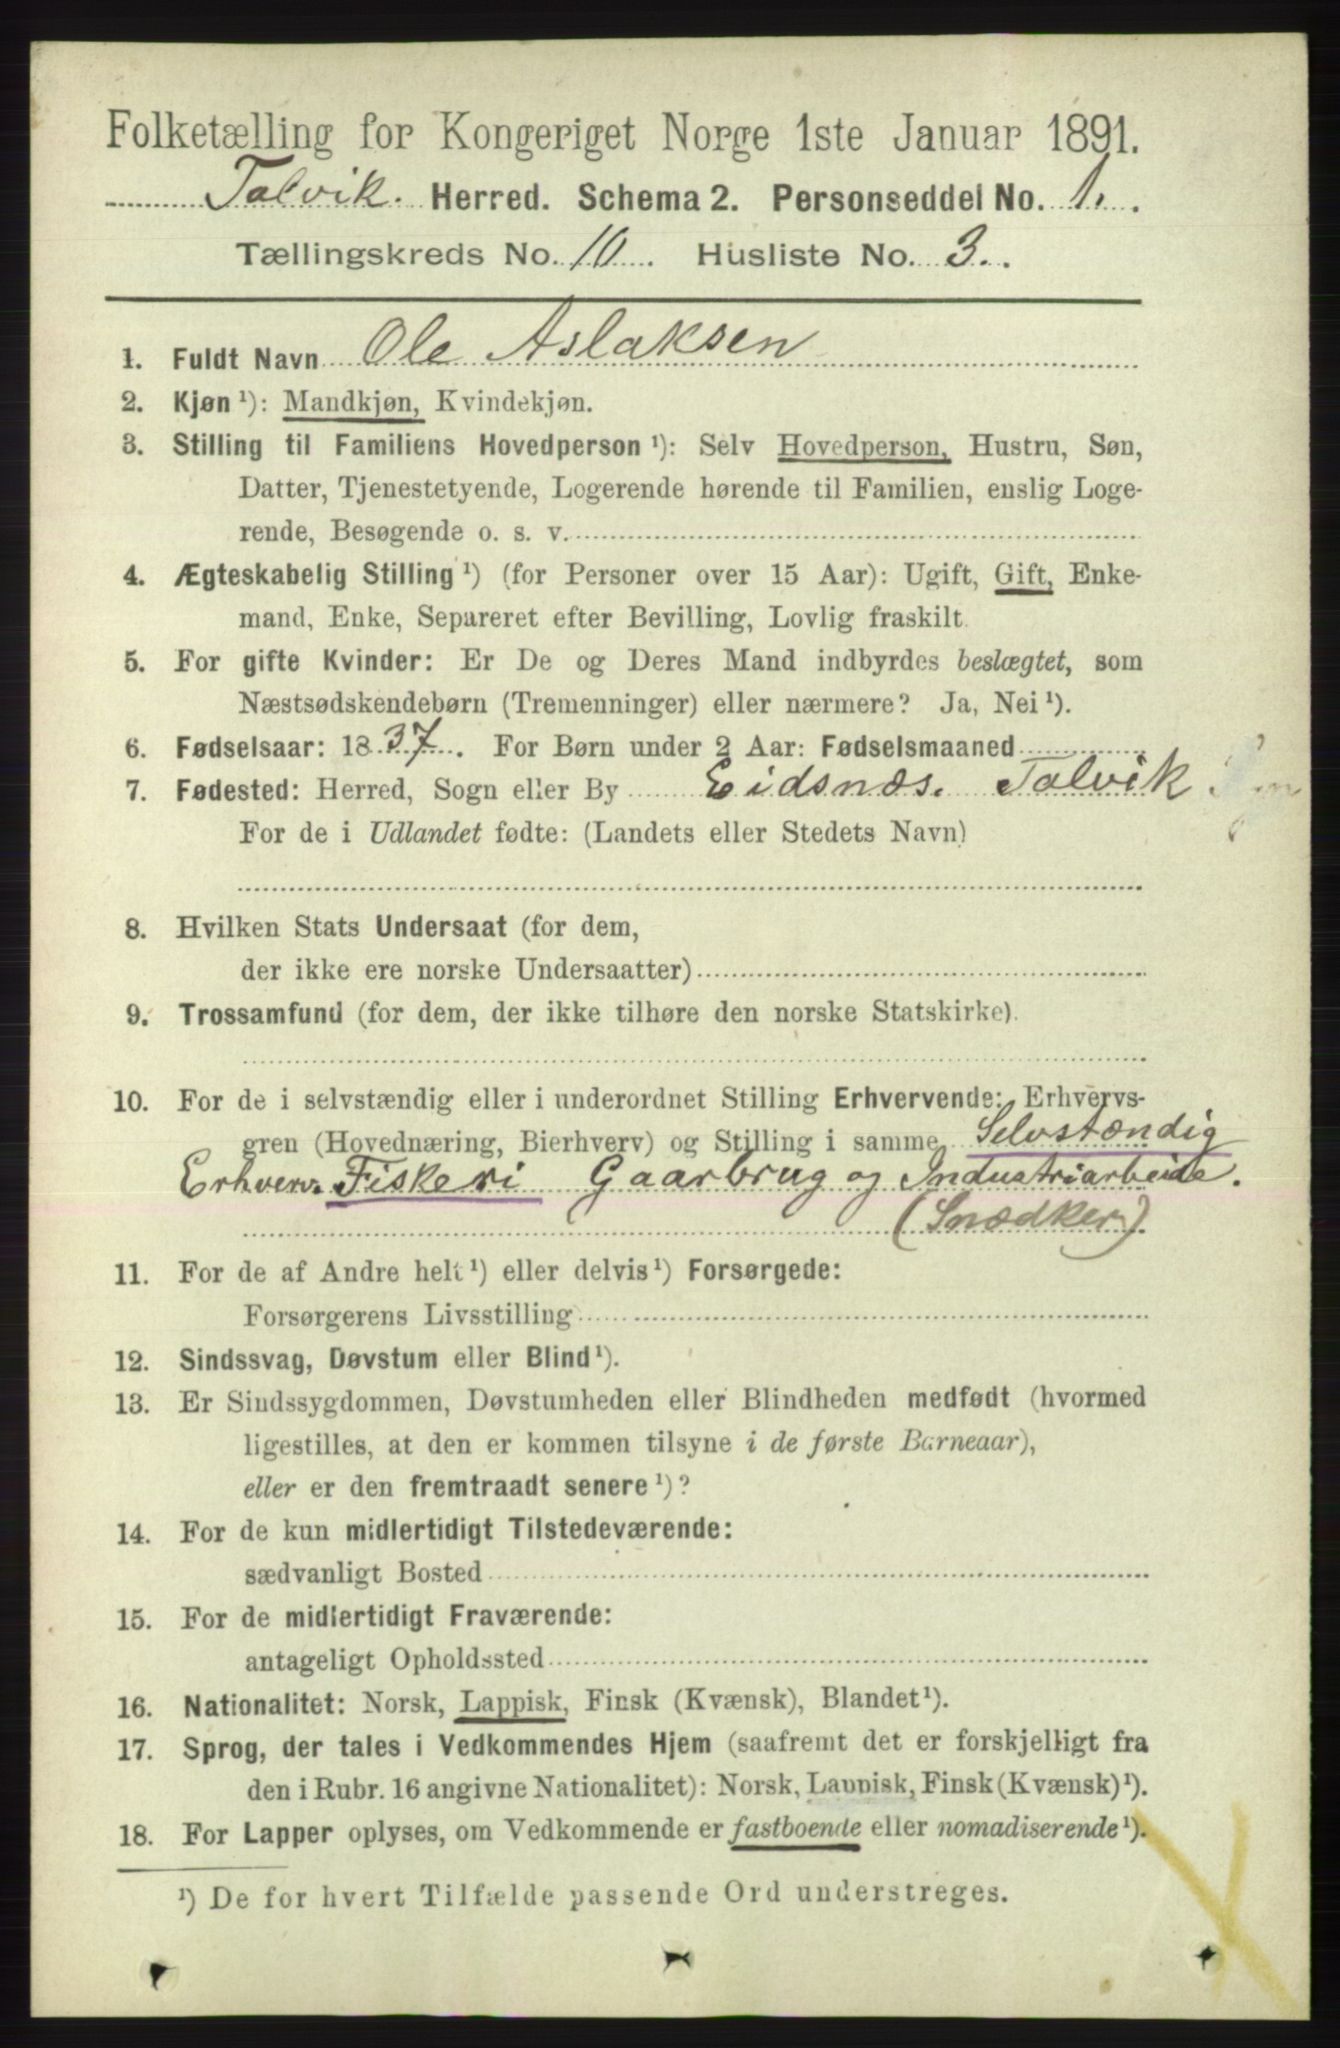 Folketælling for Kongeriget Norge 1ste Januar 1891.
Talvik. Herred. Schema 2. Personseddel No. 1.
Tællingskreds No. 10. Husliste No. 3.
1. Fuldt Navn Ole Aslaksen
2. Kjøn ¹): Mandkjøn, Kvindekjøn.
3. Stilling til Familiens Hovedperson ¹): Selv Hovedperson, Hustru, Søn,
Datter, Tjenestetyende, Logerende hørende til Familien, enslig Loge-
rende, Besøgende o. s. v.
4. Ægteskabelig Stilling ¹) (for Personer over 15 Aar): Ugift, Gift, Enke-
mand, Enke, Separeret efter Bevilling, Lovlig fraskilt.
5. For gifte Kvinder: Er De og Deres Mand indbyrdes beslægtet, som
Næstsødskendebørn (Tremenninger) eller nærmere? Ja, Nei ¹).
6. Fødselsaar: 1837. For Børn under 2 Aar: Fødselsmaaned
7. Fødested: Herred, Sogn eller By Eidsnæs. Talvik
For de i Udlandet fødte: (Landets eller Stedets Navn)
8. Hvilken Stats Undersaat (for dem,
der ikke ere norske Undersaatter)
9. Trossamfund (for dem, der ikke tilhøre den norske Statskirke).
10. For de i selvstændig eller i underordnet Stilling Erhvervende: Erhvervs-
gren (Hovednæring, Bierhverv) og Stilling i samme Selvstændig
Erhverv. Fiskeri Gaarbrug og Industriarbeide.
(Snædker)
11. For de af Andre helt ¹) eller delvis ¹) Forsørgede:
Forsørgerens Livsstilling
12. Sindssvag, Døvstum eller Blind ¹).
13. Er Sindssygdommen, Døvstumheden eller Blindheden medfødt (hvormed
ligestilles, at den er kommen tilsyne i de første Barneaar),
eller er den fremtraadt senere ¹)?
14. For de kun midlertidigt Tilstedeværende:
sædvanligt Bosted
15. For de midlertidigt Fraværende:
antageligt Opholdssted
16. Nationalitet: Norsk, Lappisk, Finsk (Kvænsk), Blandet ¹).
17. Sprog, der tales i Vedkommendes Hjem (saafremt det er forskjelligt fra
den i Rubr. 16 angivne Nationalitet): Norsk, Lappisk, Finsk (Kvænsk) ¹).
18. For Lapper oplyses, om Vedkommende er fastboende eller nomadiserende ¹).
¹) De for hvert Tilfælde passende Ord understreges.